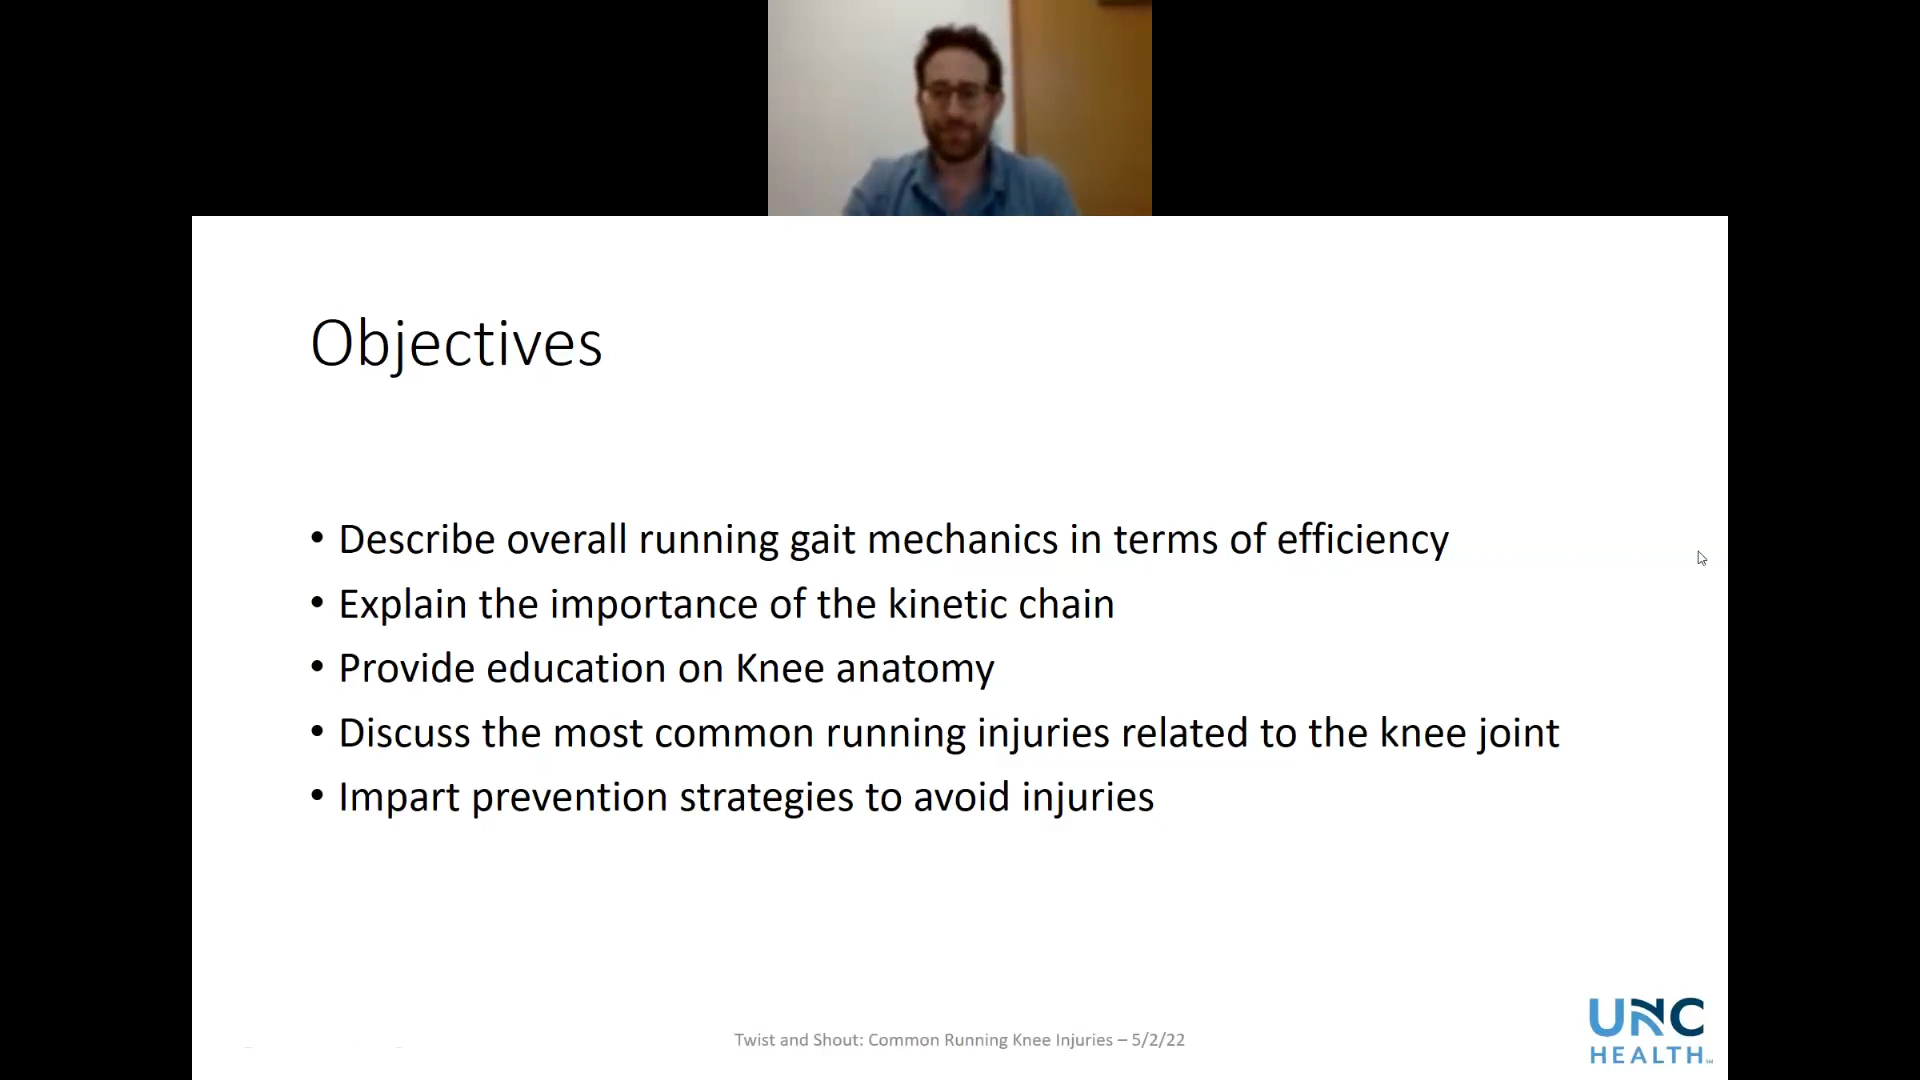 Objectives
• Describe overall running gait mechanics in terms of efficiency
• Explain the importance of the kinetic chain
• Provide education on Knee anatomy
• Discuss the most common running injuries related to the knee joint
• Impart prevention strategies to avoid injuries
Twist and Shout: Common Running Knee Injuries – 5/2/22
UNC
HEALTH